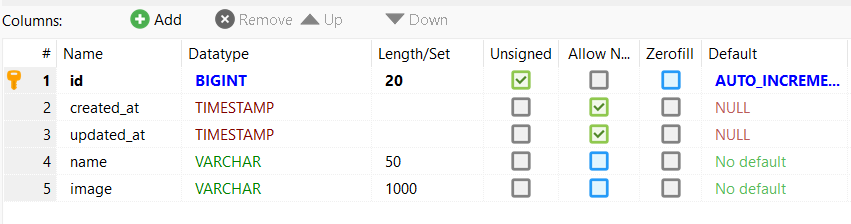 Columns: Add Remove Up Down
# Name Datatype Length/Set Unsigned Allow N... Zerofill Default
1 id BIGINT 20 AUTO_INCREME...
2 created_at TIMESTAMP NULL
3 updated_at TIMESTAMP NULL
4 name VARCHAR 50 No default
5 image VARCHAR 1000 No default